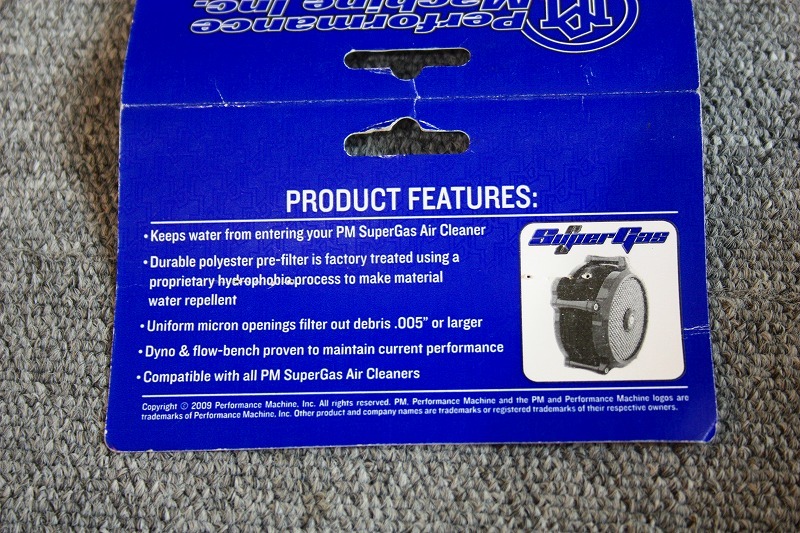 Performance
Machine Inc.
PRODUCT FEATURES:
• Keeps water from entering your PM SuperGas Air Cleaner
• Durable polyester pre-filter is factory treated using a
proprietary hydrophobic process to make material
water repellent
• Uniform micron openings filter out debris .005” or larger
• Dyno & flow-bench proven to maintain current performance
• Compatible with all PM SuperGas Air Cleaners
SuperGas
Copyright © 2009 Performance Machine, Inc. All rights reserved. PM, Performance Machine and the PM and Performance Machine logos are
trademarks of Performance Machine, Inc. Other product and company names are trademarks or registered trademarks of their respective owners.